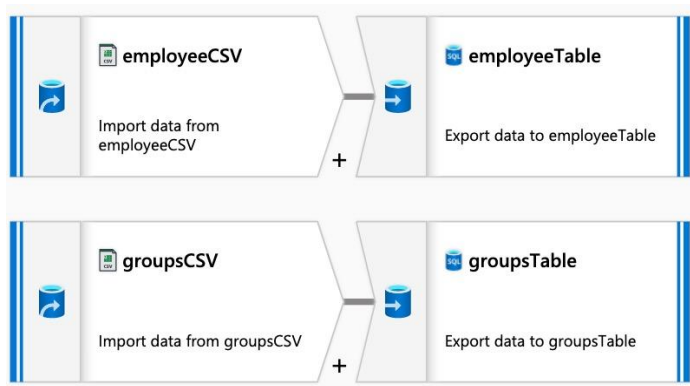 employeeCSV
Import data from
employeeCSV
+
employeeTable
Export data to employeeTable
groupsCSV
Import data from groupsCSV
+
groupsTable
Export data to groupsTable